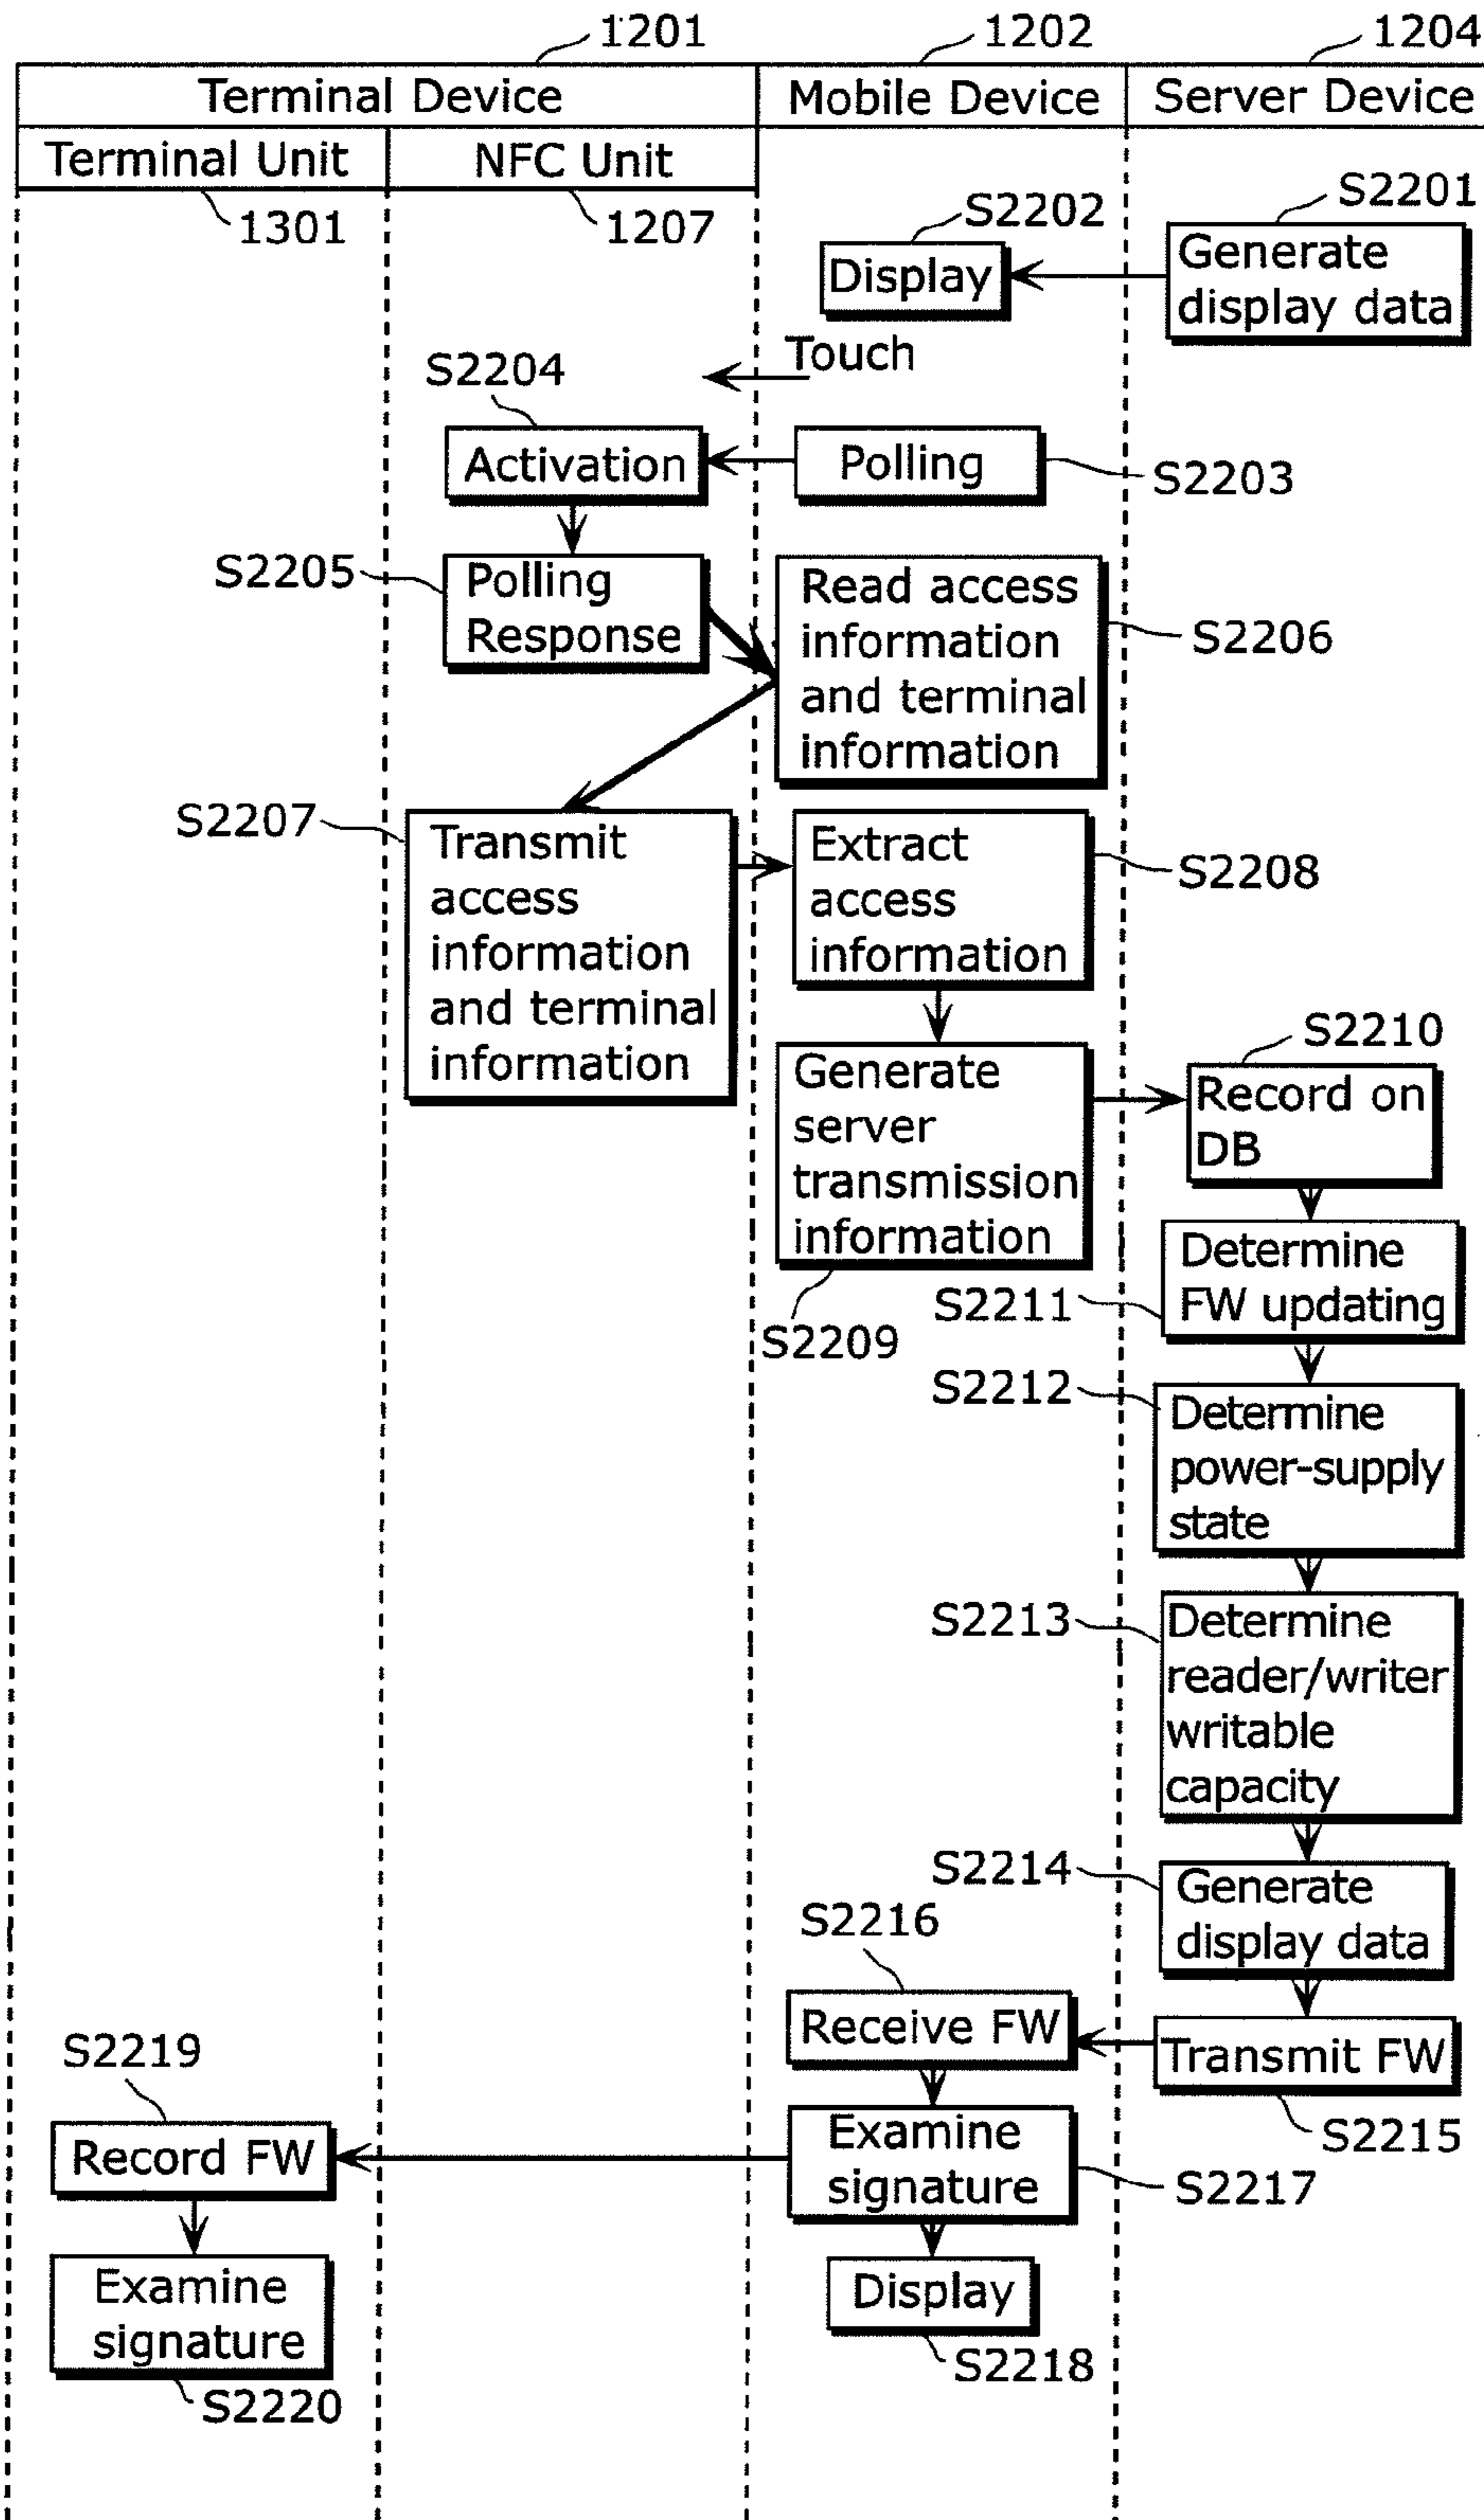 1201
1202
1204
Terminal Device
Mobile Device
Server Device
Terminal Unit
NFC Unit
1301
1207
S2202
S2201
Display
Generate
display data
Touch
S2204
Activation
Polling
S2203
S2205
Polling
Response
Read access
information
and terminal
information
S2206
S2207
Transmit
access
information
and terminal
information
Extract
access
information
S2208
Generate
server
transmission
information
S2209
S2210
Record on
DB
Determine
FW updating
S2211
S2212
Determine
power-supply
state
S2213
Determine
reader/writer
writable
capacity
S2214
Generate
display data
S2216
Receive FW
Transmit FW
S2215
S2219
Record FW
Examine
signature
S2217
Examine
signature
S2220
Display
S2218